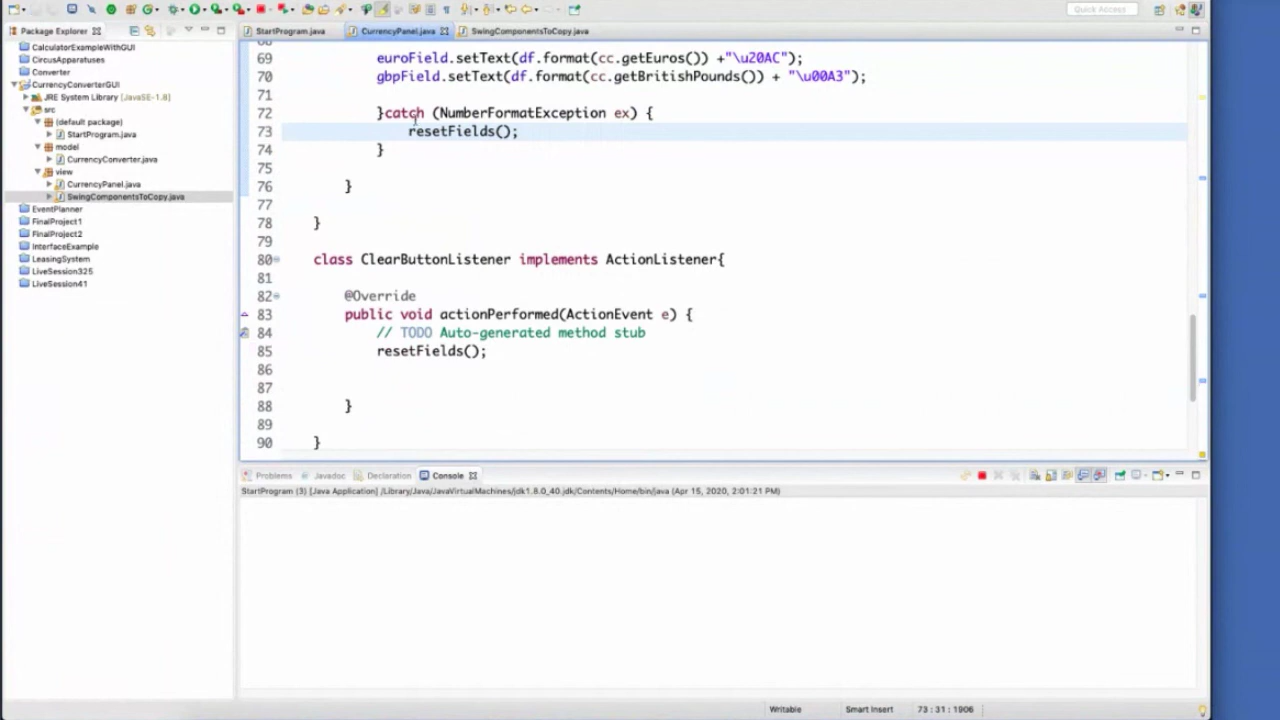 Quick Access
Package Explorer
StartProgram.java
CurrencyPanel.java
SwingComponentsToCopy.java
CalculatorExampleWithGUI
CircusApparatuses
Converter
CurrencyConverterGUI
JRE System Library [JavaSE-1.8]
src
(default package)
StartProgram.java
model
CurrencyConverter.java
view
CurrencyPanel.java
SwingComponentsToCopy.java
EventPlanner
FinalProject1
FinalProject2
InterfaceExample
LeasingSystem
LiveSession325
LiveSession41
69 euroField.setText(df.format(cc.getEuros()) +"\u20AC");
70 gbpField.setText(df.format(cc.getBritishPounds()) + "\u00A3");
71
72 }catch (NumberFormatException ex) {
73 resetFields();
74 }
75
76 }
77
78 }
79
80 class ClearButtonListener implements ActionListener{
81
82 @Override
83 public void actionPerformed(ActionEvent e) {
84 // TODO Auto-generated method stub
85 resetFields();
86
87
88 }
89
90 }
Problems
Javadoc
Declaration
Console
StartProgram (3) [Java Application] /Library/Java/JavaVirtualMachines/jdk1.8.0_40.jdk/Contents/Home/bin/java (Apr 15, 2020, 2:01:21 PM)
Writable
Smart Insert
73 : 31 : 1906